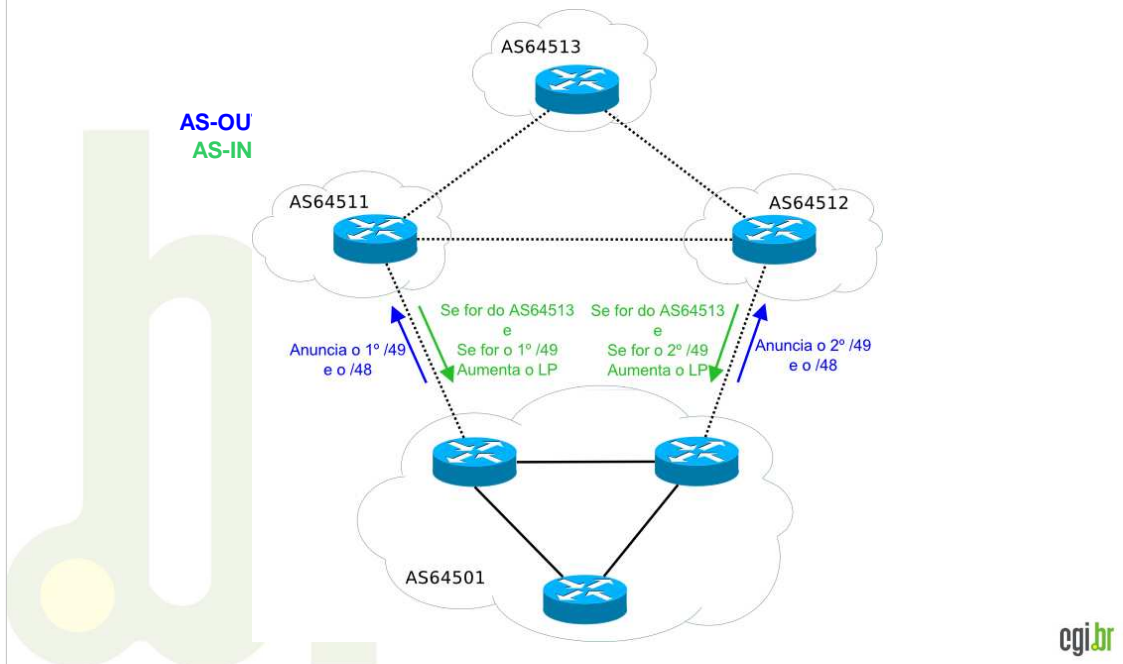 AS64513
AS-OU
AS-IN
AS64511
AS64512
Se for do AS64513
e
Se for o 1º /49
Aumenta o LP
Se for do AS64513
e
Se for o 2º /49
Aumenta o LP
Anuncia o 1º /49
e o /48
Anuncia o 2º /49
e o /48
AS64501
cgi.br